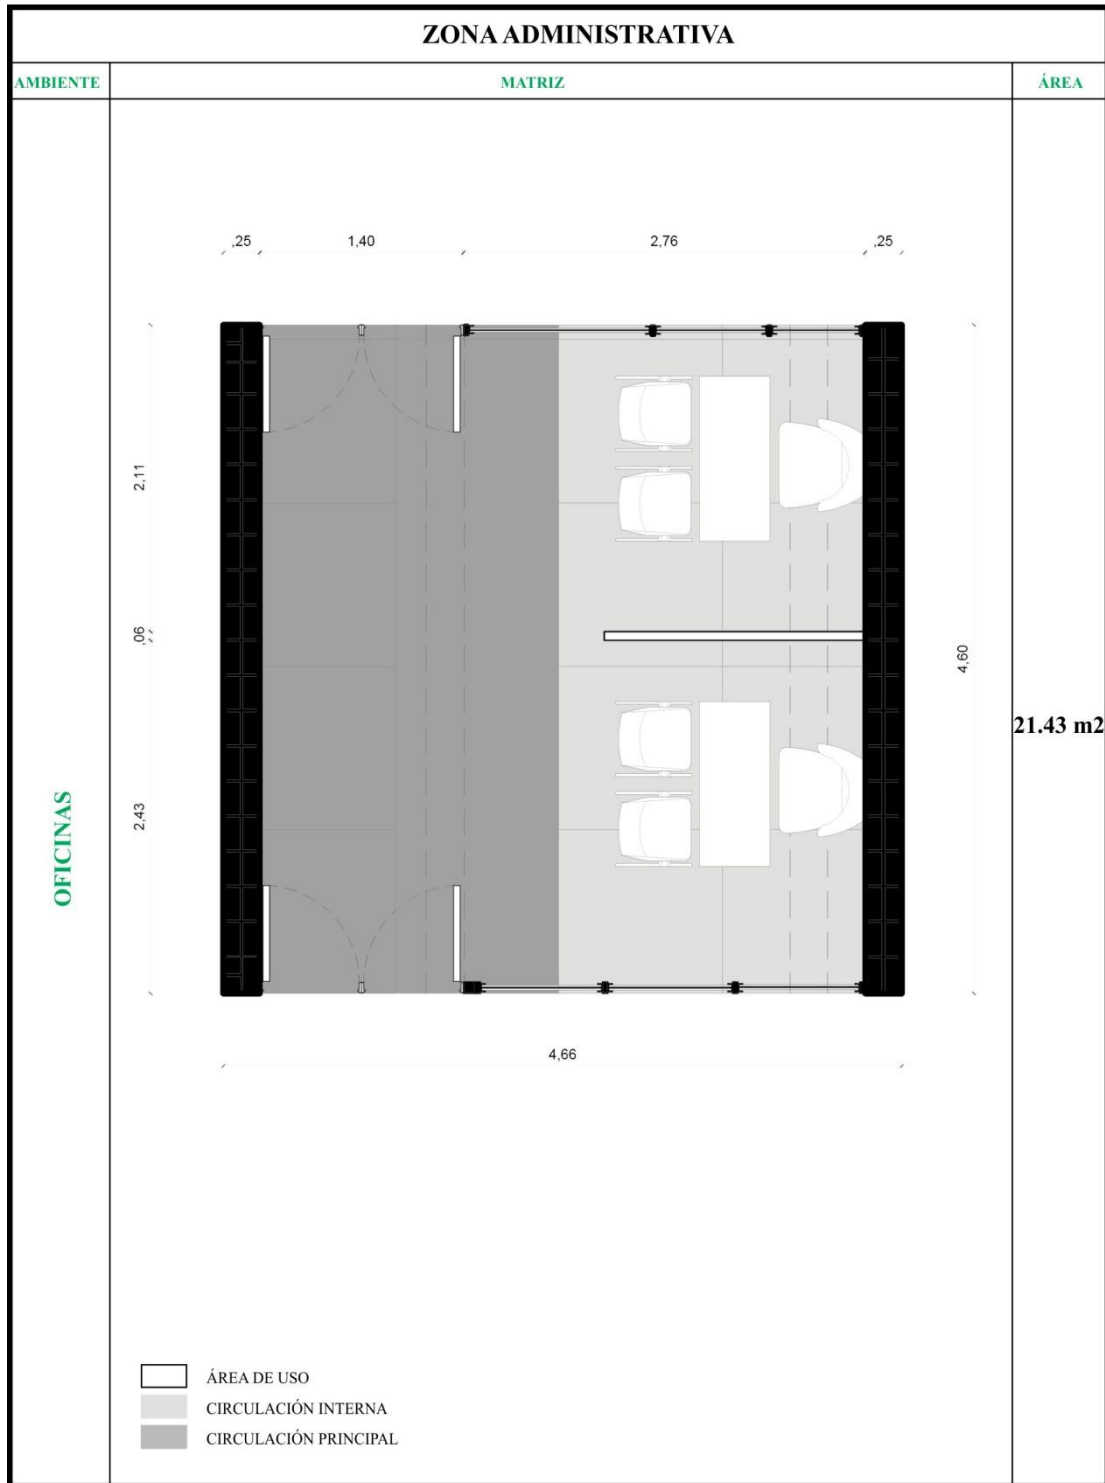 ZONA ADMINISTRATIVA
AMBIENTE
MATRIZ
ÁREA
,25
1,40
2,76
,25
2,11
,06
4,60
21.43 m2
2,43
OFICINAS
4,66
ÁREA DE USO
CIRCULACIÓN INTERNA
CIRCULACIÓN PRINCIPAL